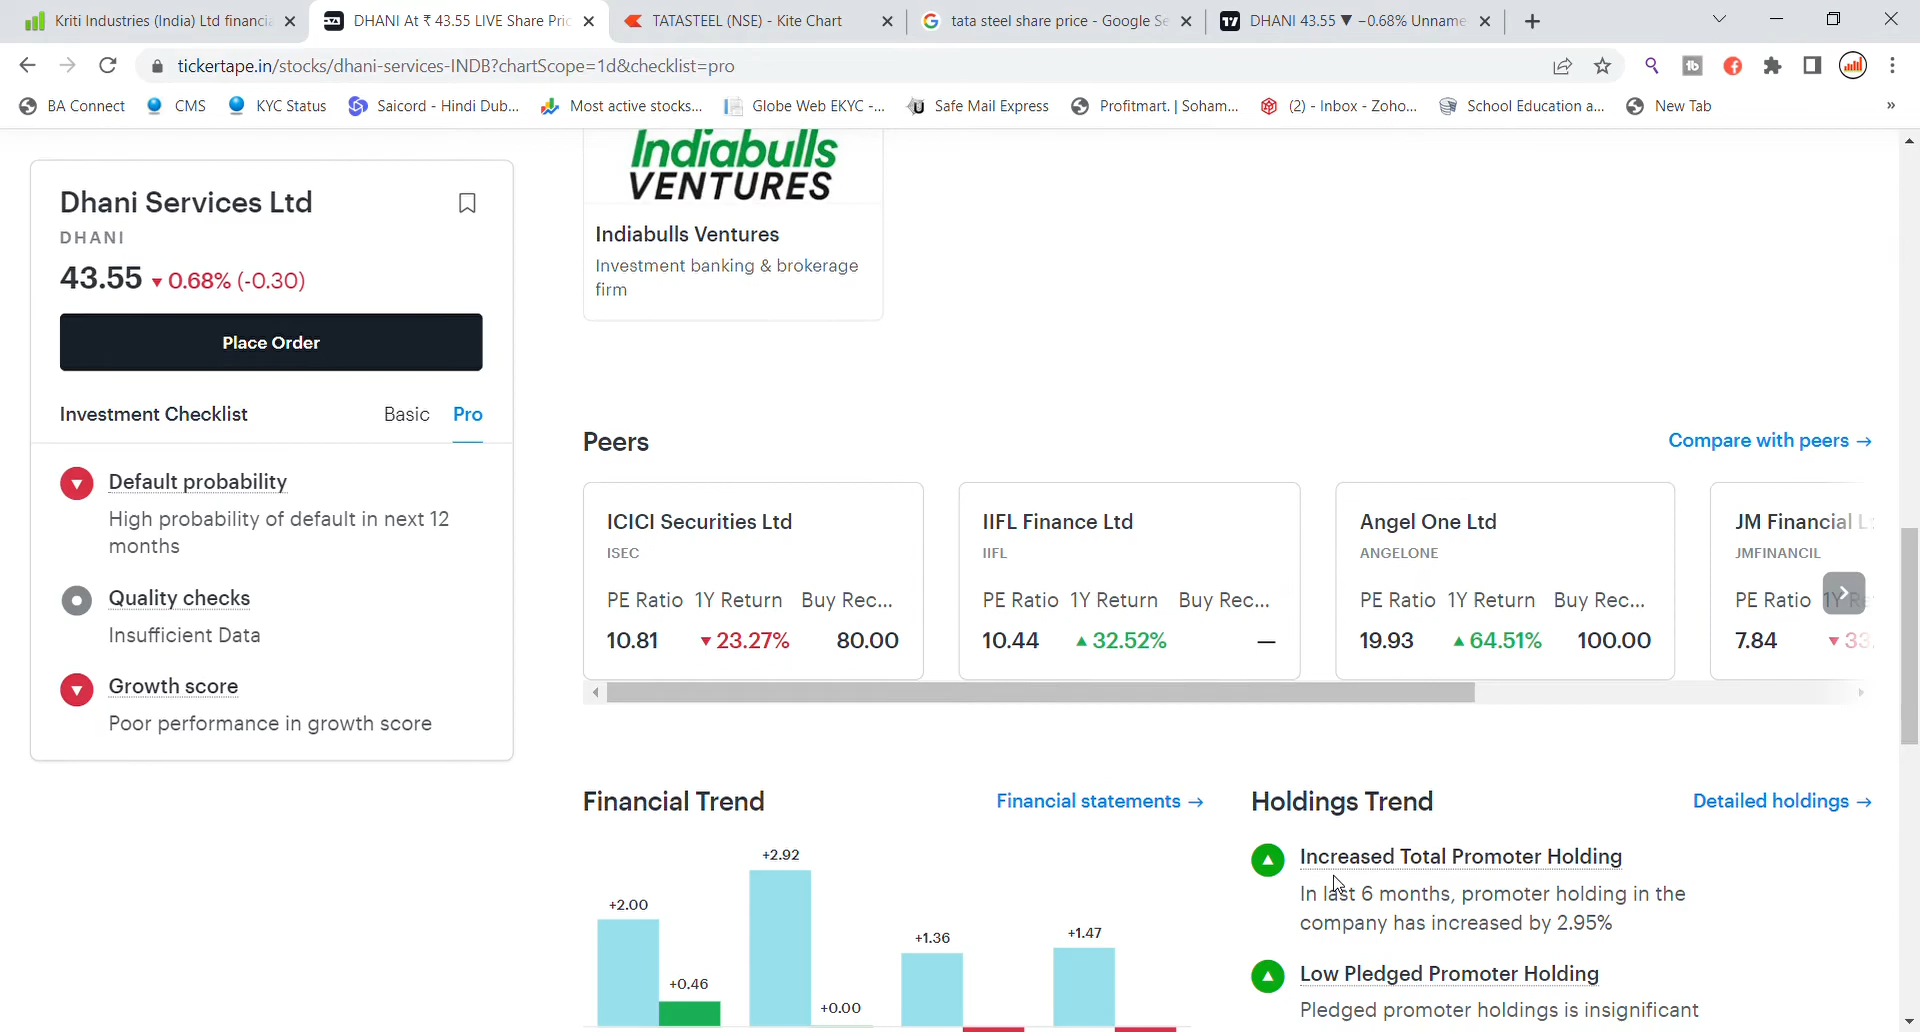 Kriti Industries (India) Ltd financia
DHANI At ₹ 43.55 LIVE Share Pric
TATASTEEL (NSE) - Kite Chart
tata steel share price - Google Se
DHANI 43.55 ▼ −0.68% Unname
tickertape.in/stocks/dhani-services-INDB?chartScope=1d&checklist=pro
BA Connect
CMS
KYC Status
Saicord - Hindi Dub...
Most active stocks...
Globe Web EKYC -...
Safe Mail Express
Profitmart. | Soham...
(2) - Inbox - Zoho...
School Education a...
New Tab
»
Dhani Services Ltd
DHANI
43.55 ▼ 0.68% (-0.30)
Place Order
Investment Checklist
Basic
Pro
Default probability
High probability of default in next 12
months
Quality checks
Insufficient Data
Growth score
Poor performance in growth score
Indiabulls
VENTURES
Indiabulls Ventures
Investment banking & brokerage
firm
Peers
Compare with peers →
ICICI Securities Ltd
ISEC
PE Ratio 1Y Return Buy Rec...
10.81 ▼ 23.27% 80.00
IIFL Finance Ltd
IIFL
PE Ratio 1Y Return Buy Rec...
10.44 ▲ 32.52% —
Angel One Ltd
ANGELONE
PE Ratio 1Y Return Buy Rec...
19.93 ▲ 64.51% 100.00
JM Financial L
JMFINANCIL
PE Ratio 1Y Re
7.84 ▼ 33.
Financial Trend
Financial statements →
+2.00
+0.46
+2.92
+0.00
+1.36
+1.47
Holdings Trend
Detailed holdings →
Increased Total Promoter Holding
In last 6 months, promoter holding in the
company has increased by 2.95%
Low Pledged Promoter Holding
Pledged promoter holdings is insignificant